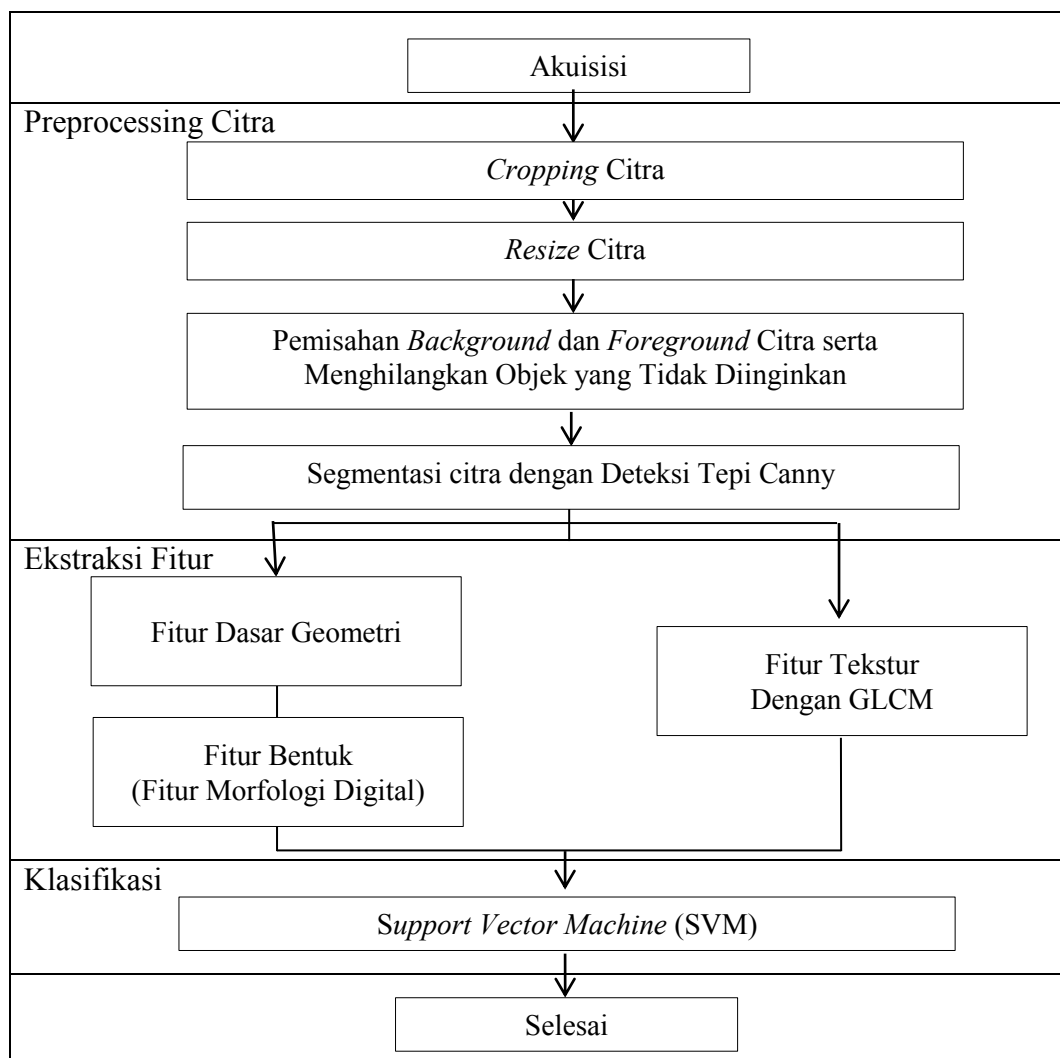 Akuisisi
Preprocessing Citra
Cropping Citra
Resize Citra
Pemisahan Background dan Foreground Citra serta
Menghilangkan Objek yang Tidak Diinginkan
Segmentasi citra dengan Deteksi Tepi Canny
Ekstraksi Fitur
Fitur Dasar Geometri
Fitur Bentuk
(Fitur Morfologi Digital)
Fitur Tekstur
Dengan GLCM
Klasifikasi
Support Vector Machine (SVM)
Selesai